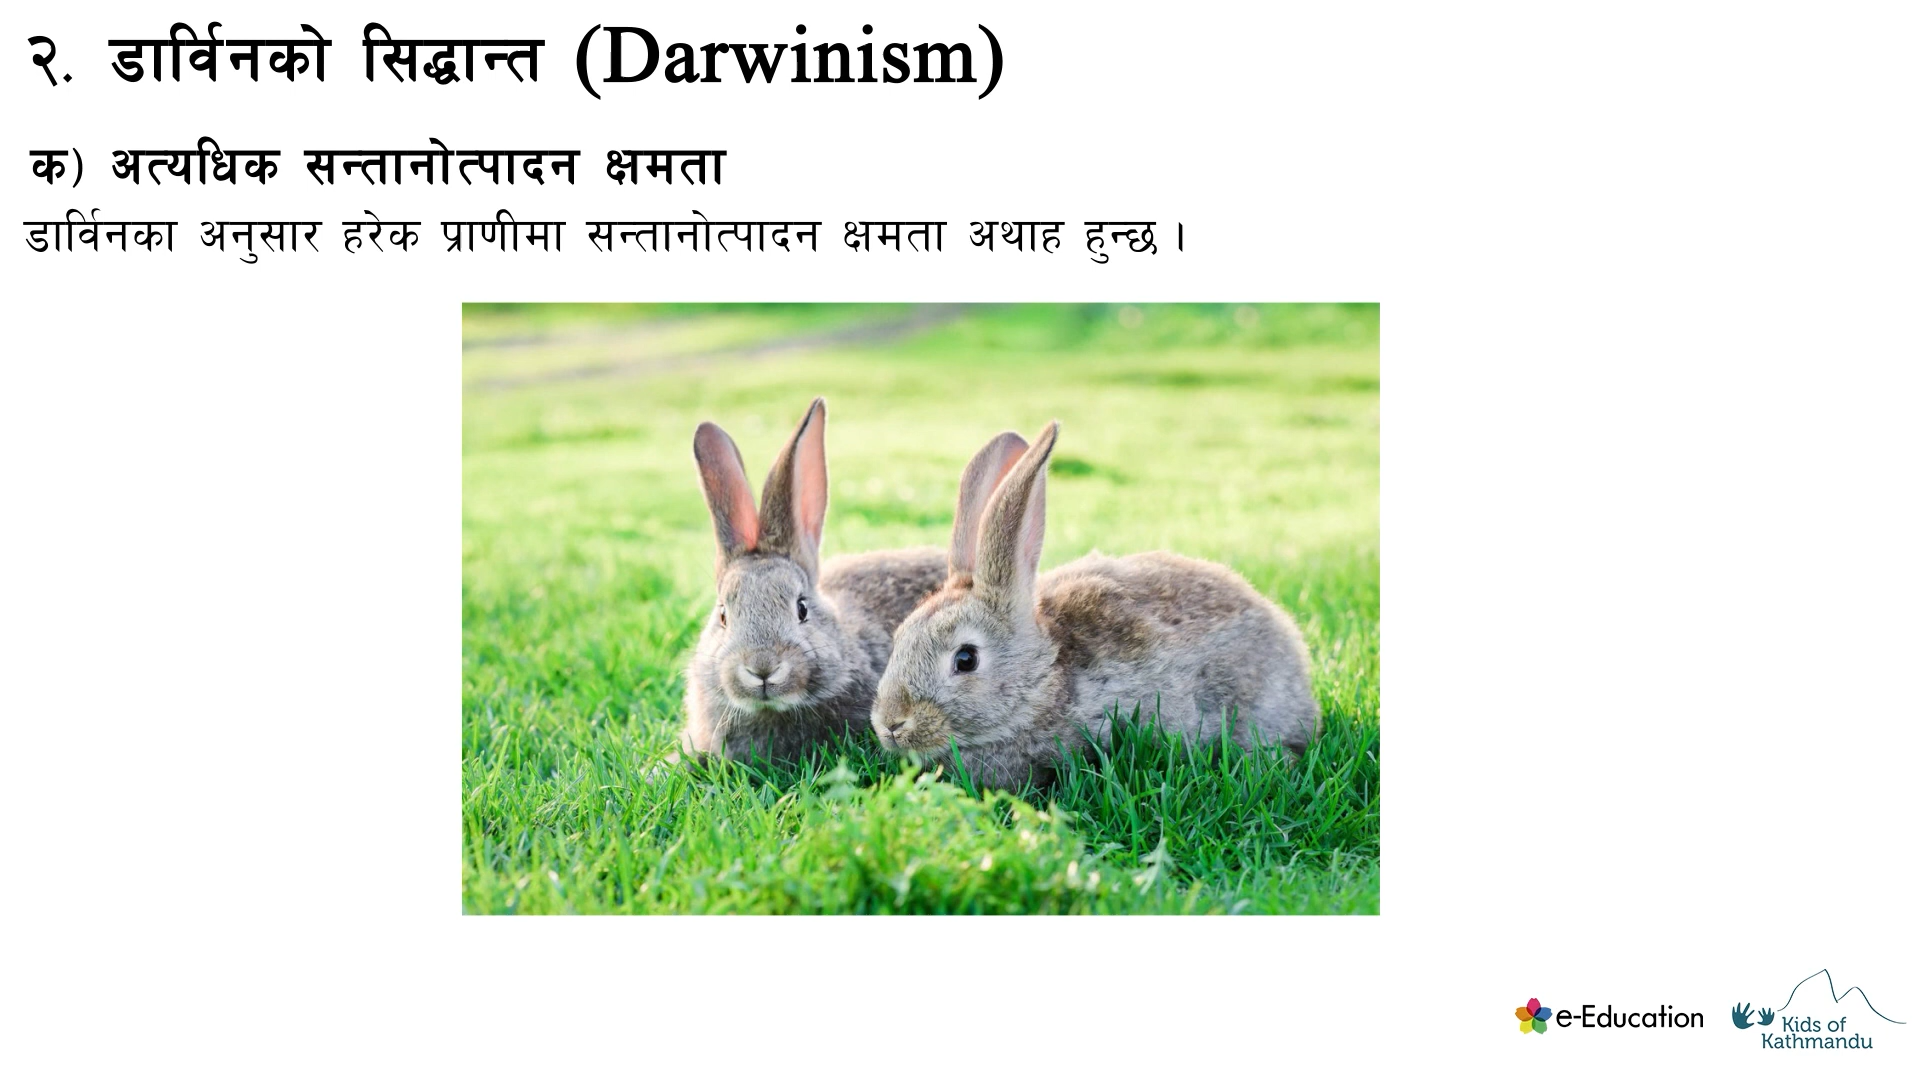 २. डार्विनको सिद्धान्त (Darwinism)
क) अत्यधिक सन्तानोत्पादन क्षमता
डार्विनका अनुसार हरेक प्राणीमा सन्तानोत्पादन क्षमता अथाह हुन्छ ।
e-Education
Kids of
Kathmandu